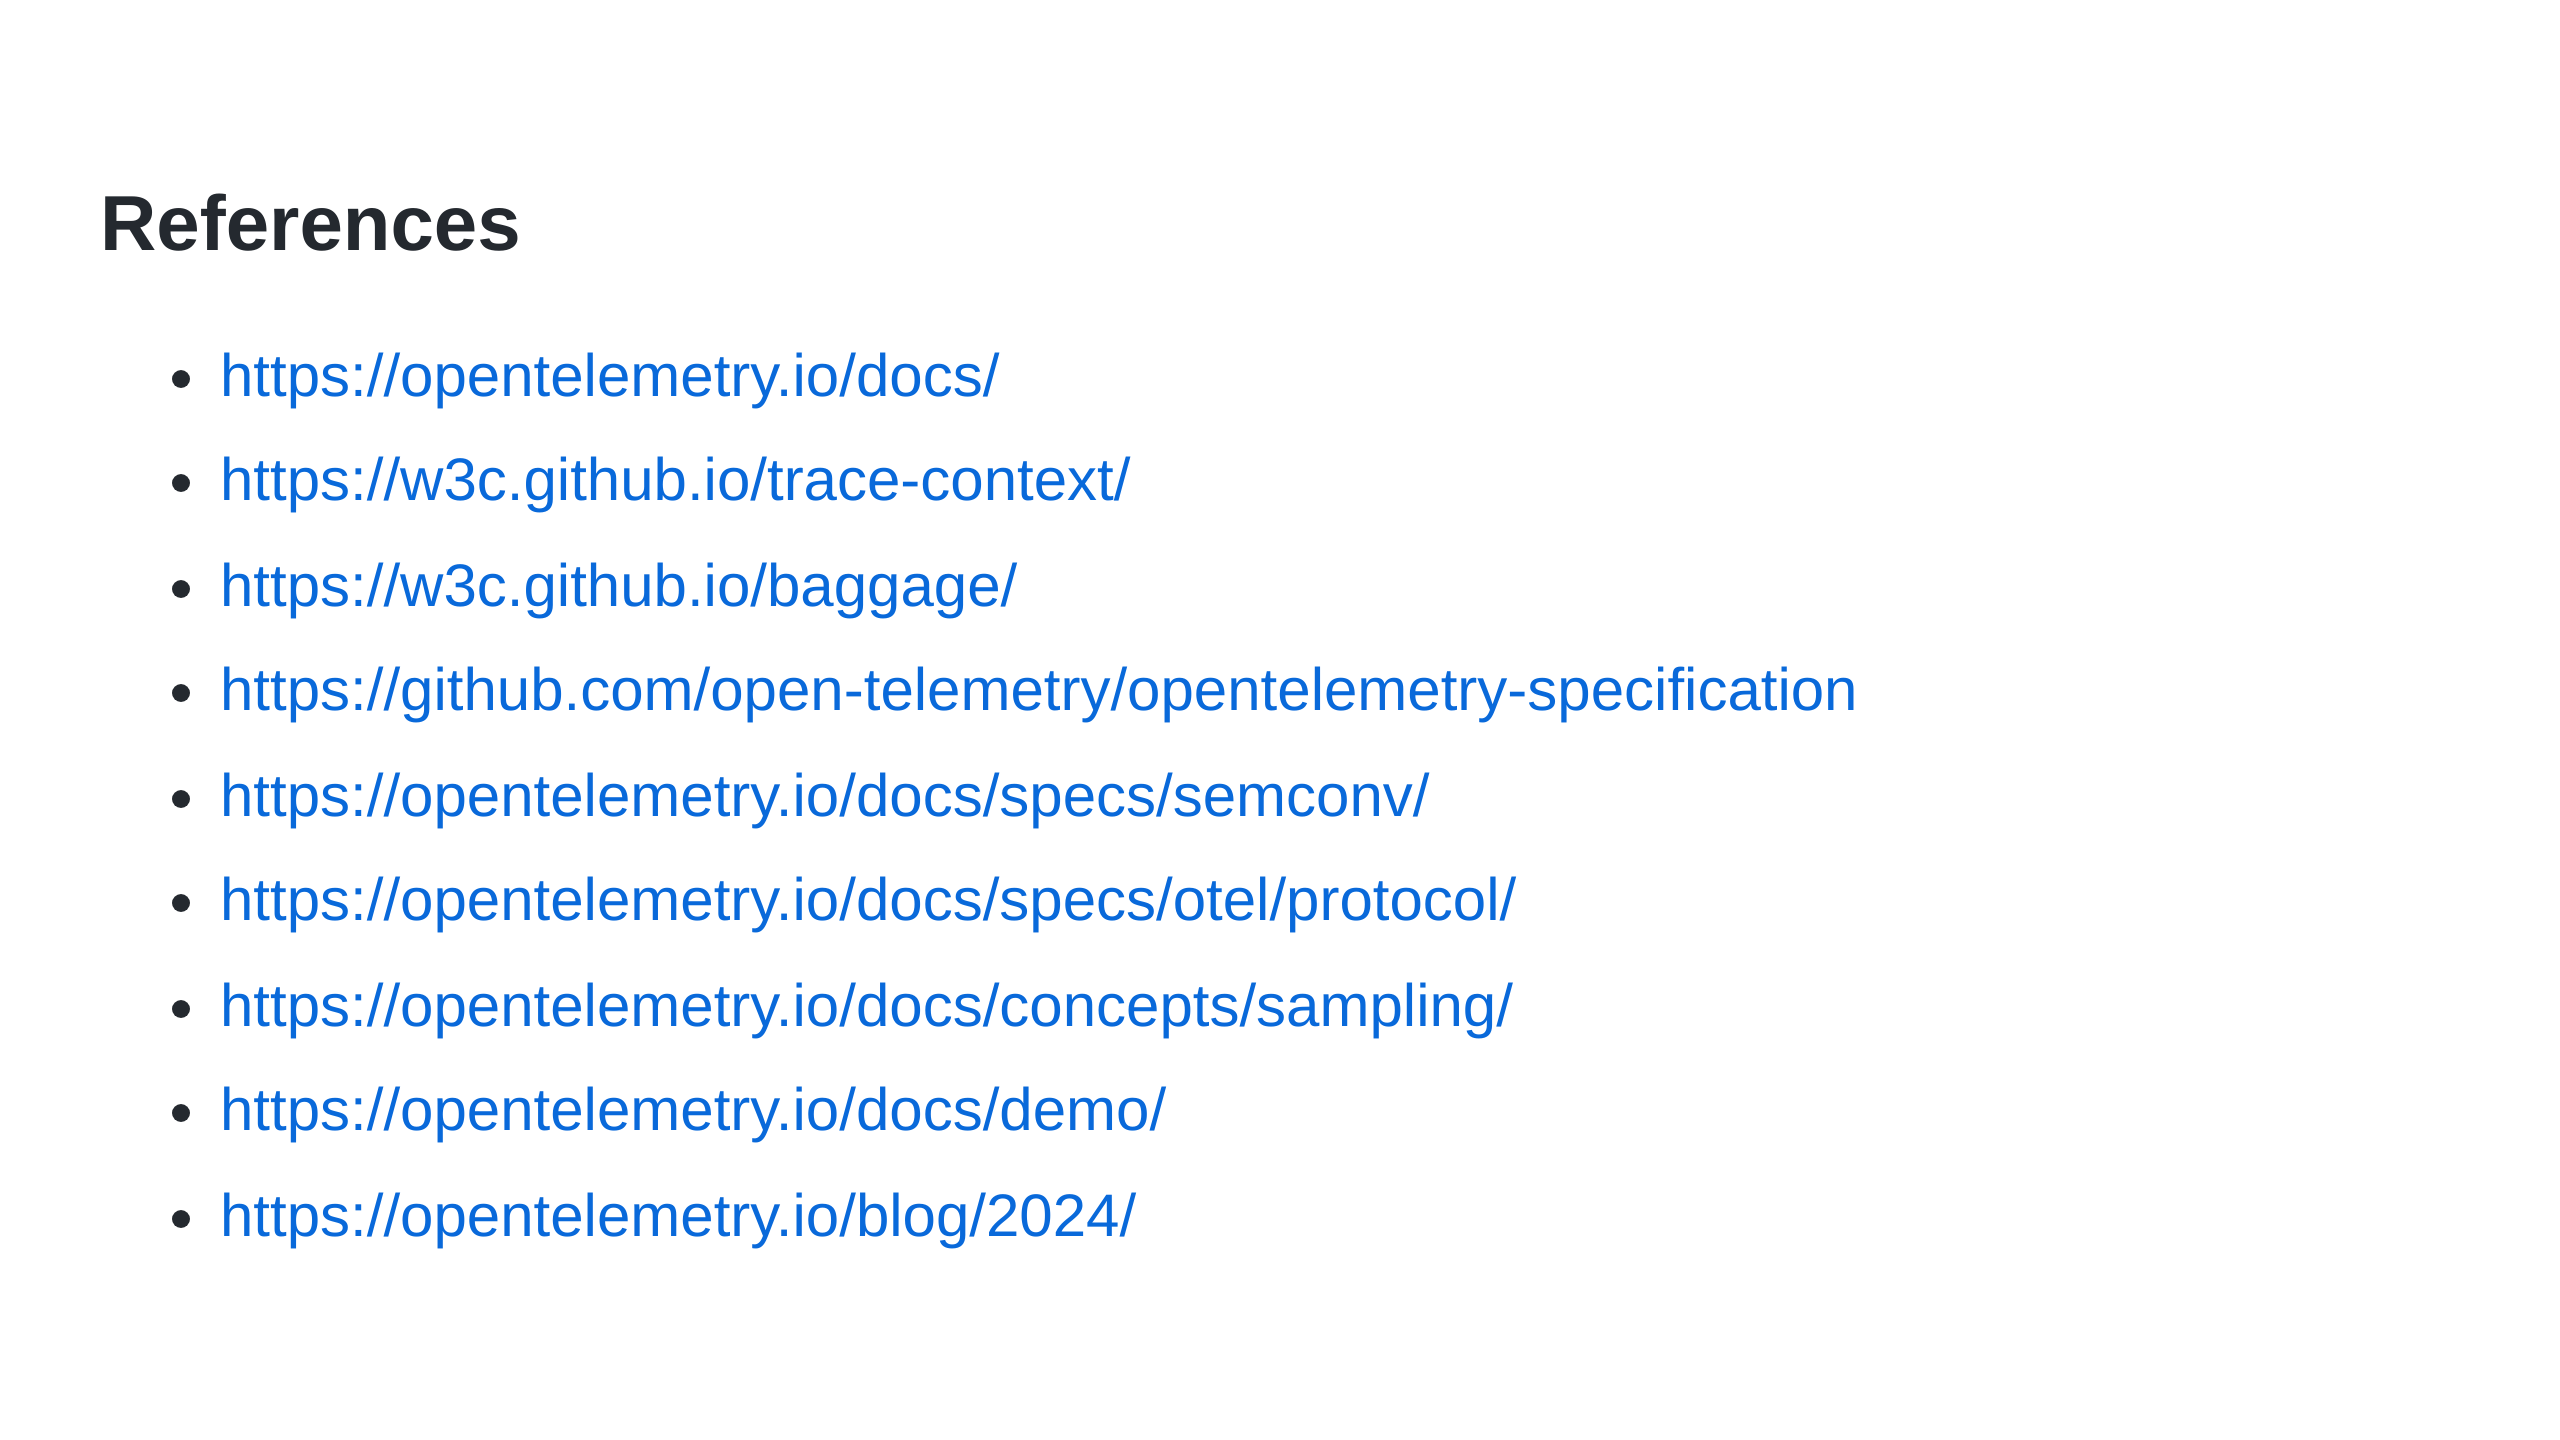 References
https://opentelemetry.io/docs/
https://w3c.github.io/trace-context/
https://w3c.github.io/baggage/
https://github.com/open-telemetry/opentelemetry-specification
https://opentelemetry.io/docs/specs/semconv/
https://opentelemetry.io/docs/specs/otel/protocol/
https://opentelemetry.io/docs/concepts/sampling/
https://opentelemetry.io/docs/demo/
https://opentelemetry.io/blog/2024/